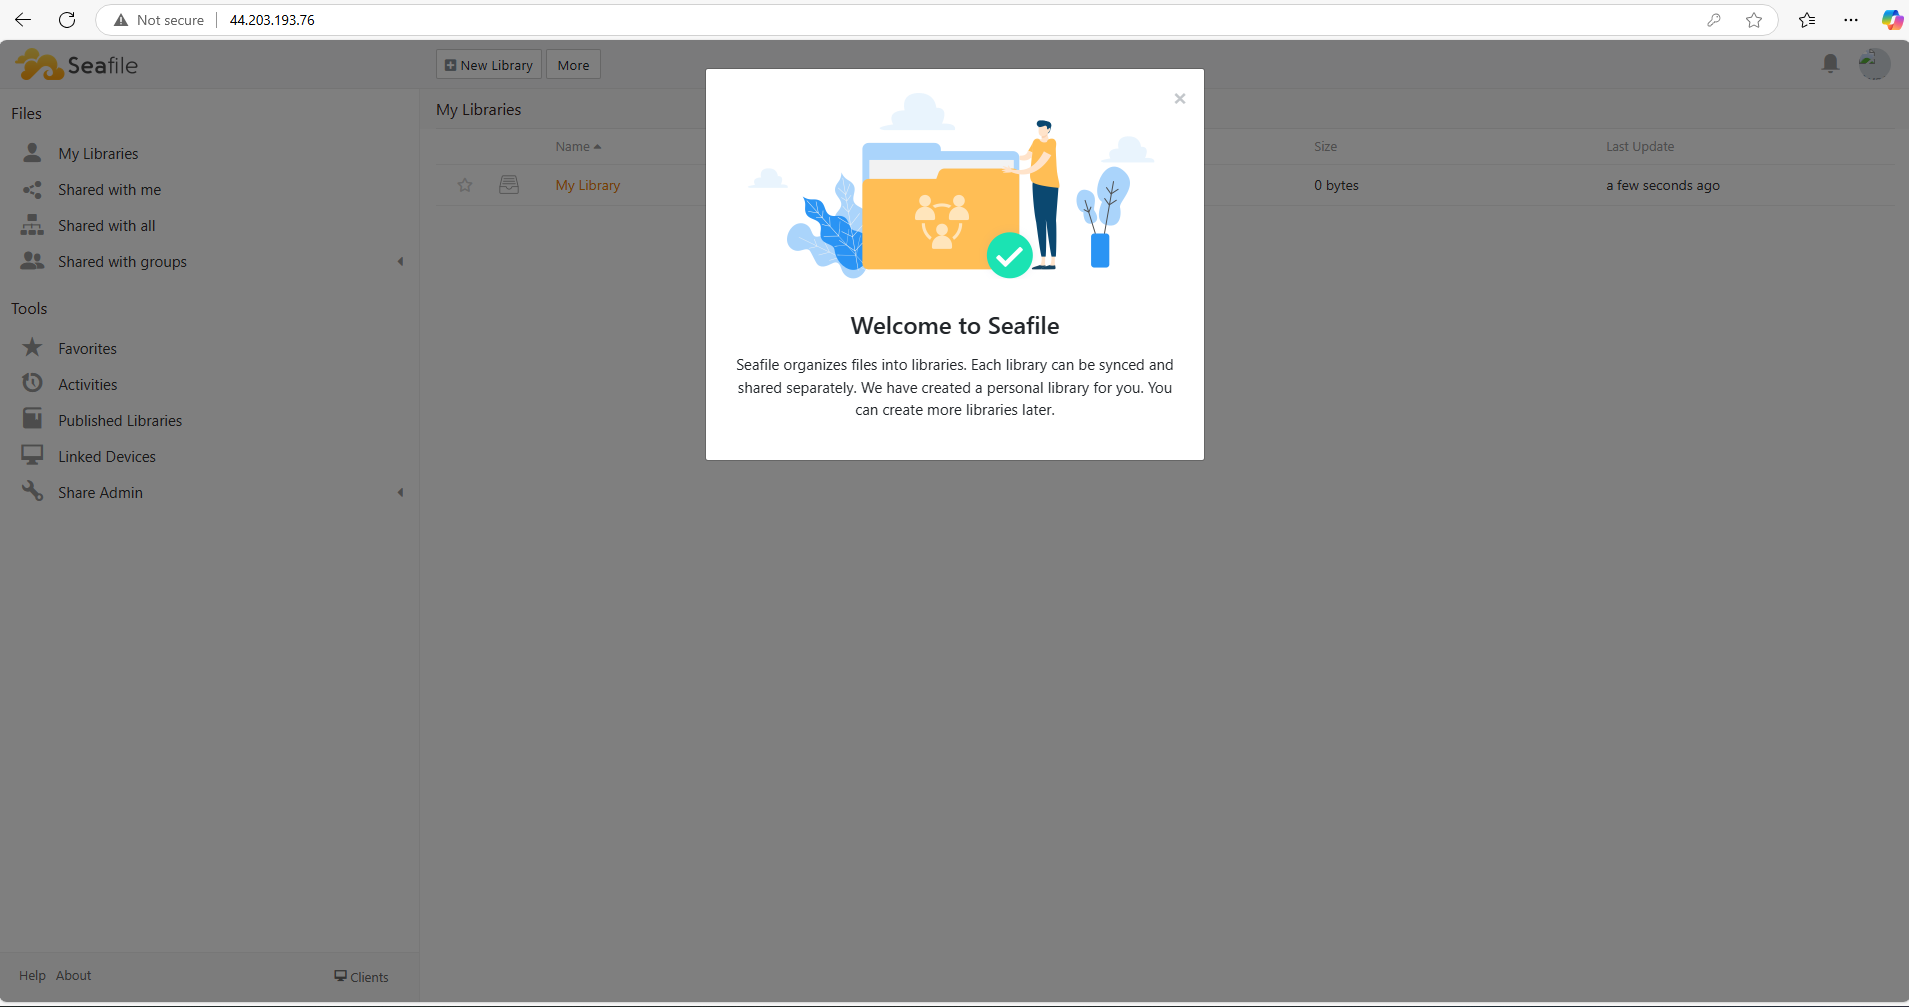 Not secure
44.203.193.76
Seafile
New Library
More
Files
My Libraries
Shared with me
Shared with all
Shared with groups
Tools
Favorites
Activities
Published Libraries
Linked Devices
Share Admin
Help
About
Clients
My Libraries
Name
Size
Last Update
My Library
0 bytes
a few seconds ago
×
Welcome to Seafile
Seafile organizes files into libraries. Each library can be synced and
shared separately. We have created a personal library for you. You
can create more libraries later.